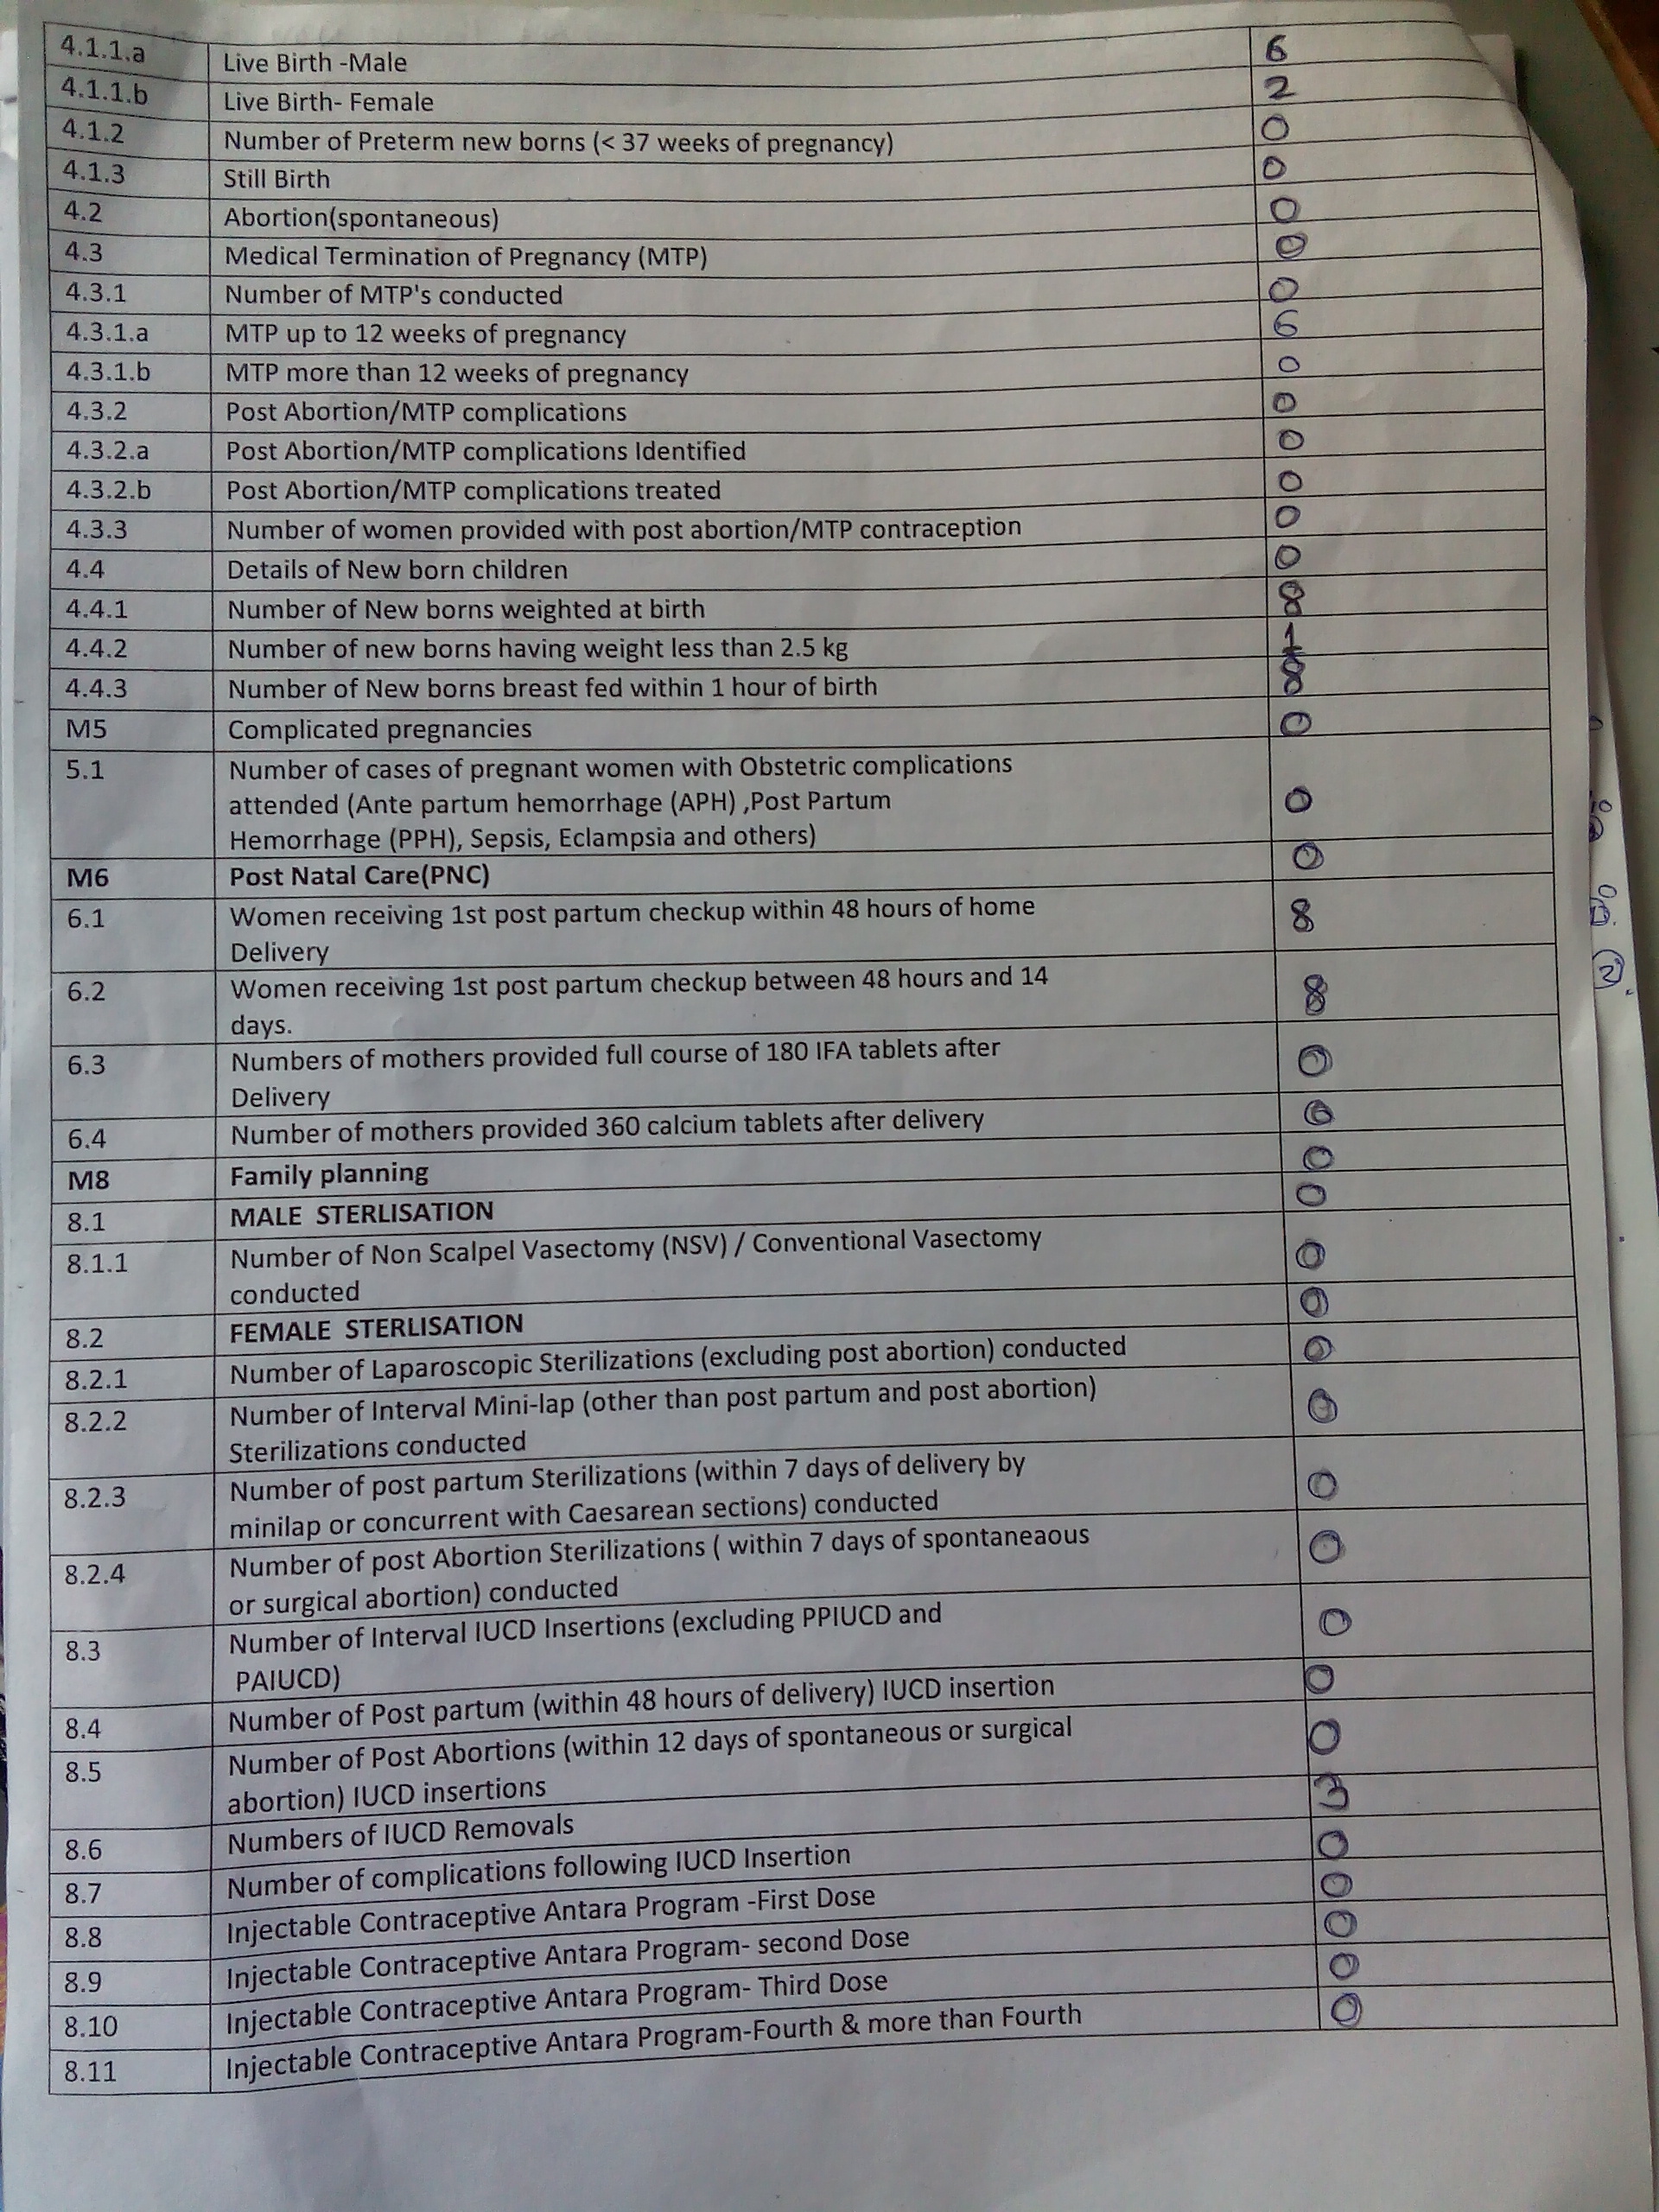 4.1.1.a Live Birth -Male 6
4.1.1.b Live Birth- Female 2
4.1.2 Number of Preterm new borns (< 37 weeks of pregnancy) 0
4.1.3 Still Birth 0
4.2 Abortion(spontaneous) 0
4.3 Medical Termination of Pregnancy (MTP) 0
4.3.1 Number of MTP's conducted 0
4.3.1.a MTP up to 12 weeks of pregnancy 6
4.3.1.b MTP more than 12 weeks of pregnancy 0
4.3.2 Post Abortion/MTP complications 0
4.3.2.a Post Abortion/MTP complications Identified 0
4.3.2.b Post Abortion/MTP complications treated 0
4.3.3 Number of women provided with post abortion/MTP contraception 0
4.4 Details of New born children 0
4.4.1 Number of New borns weighted at birth 8
4.4.2 Number of new borns having weight less than 2.5 kg 1
4.4.3 Number of New borns breast fed within 1 hour of birth 8
M5 Complicated pregnancies 0
5.1 Number of cases of pregnant women with Obstetric complications
attended (Ante partum hemorrhage (APH) ,Post Partum 0
Hemorrhage (PPH), Sepsis, Eclampsia and others)
M6 Post Natal Care(PNC) 0
6.1 Women receiving 1st post partum checkup within 48 hours of home 8
Delivery
6.2 Women receiving 1st post partum checkup between 48 hours and 14 8
days.
6.3 Numbers of mothers provided full course of 180 IFA tablets after 0
Delivery
6.4 Number of mothers provided 360 calcium tablets after delivery 0
M8 Family planning 0
8.1 MALE STERLISATION 0
8.1.1 Number of Non Scalpel Vasectomy (NSV) / Conventional Vasectomy 0
conducted
8.2 FEMALE STERLISATION 0
8.2.1 Number of Laparoscopic Sterilizations (excluding post abortion) conducted 0
8.2.2 Number of Interval Mini-lap (other than post partum and post abortion) 0
Sterilizations conducted
8.2.3 Number of post partum Sterilizations (within 7 days of delivery by 0
minilap or concurrent with Caesarean sections) conducted
8.2.4 Number of post Abortion Sterilizations ( within 7 days of spontaneaous 0
or surgical abortion) conducted
8.3 Number of Interval IUCD Insertions (excluding PPIUCD and 0
PAIUCD)
8.4 Number of Post partum (within 48 hours of delivery) IUCD insertion 0
8.5 Number of Post Abortions (within 12 days of spontaneous or surgical 0
abortion) IUCD insertions
8.6 Numbers of IUCD Removals 3
8.7 Number of complications following IUCD Insertion 0
8.8 Injectable Contraceptive Antara Program -First Dose 0
8.9 Injectable Contraceptive Antara Program- second Dose 0
8.10 Injectable Contraceptive Antara Program- Third Dose 0
8.11 Injectable Contraceptive Antara Program-Fourth & more than Fourth 0